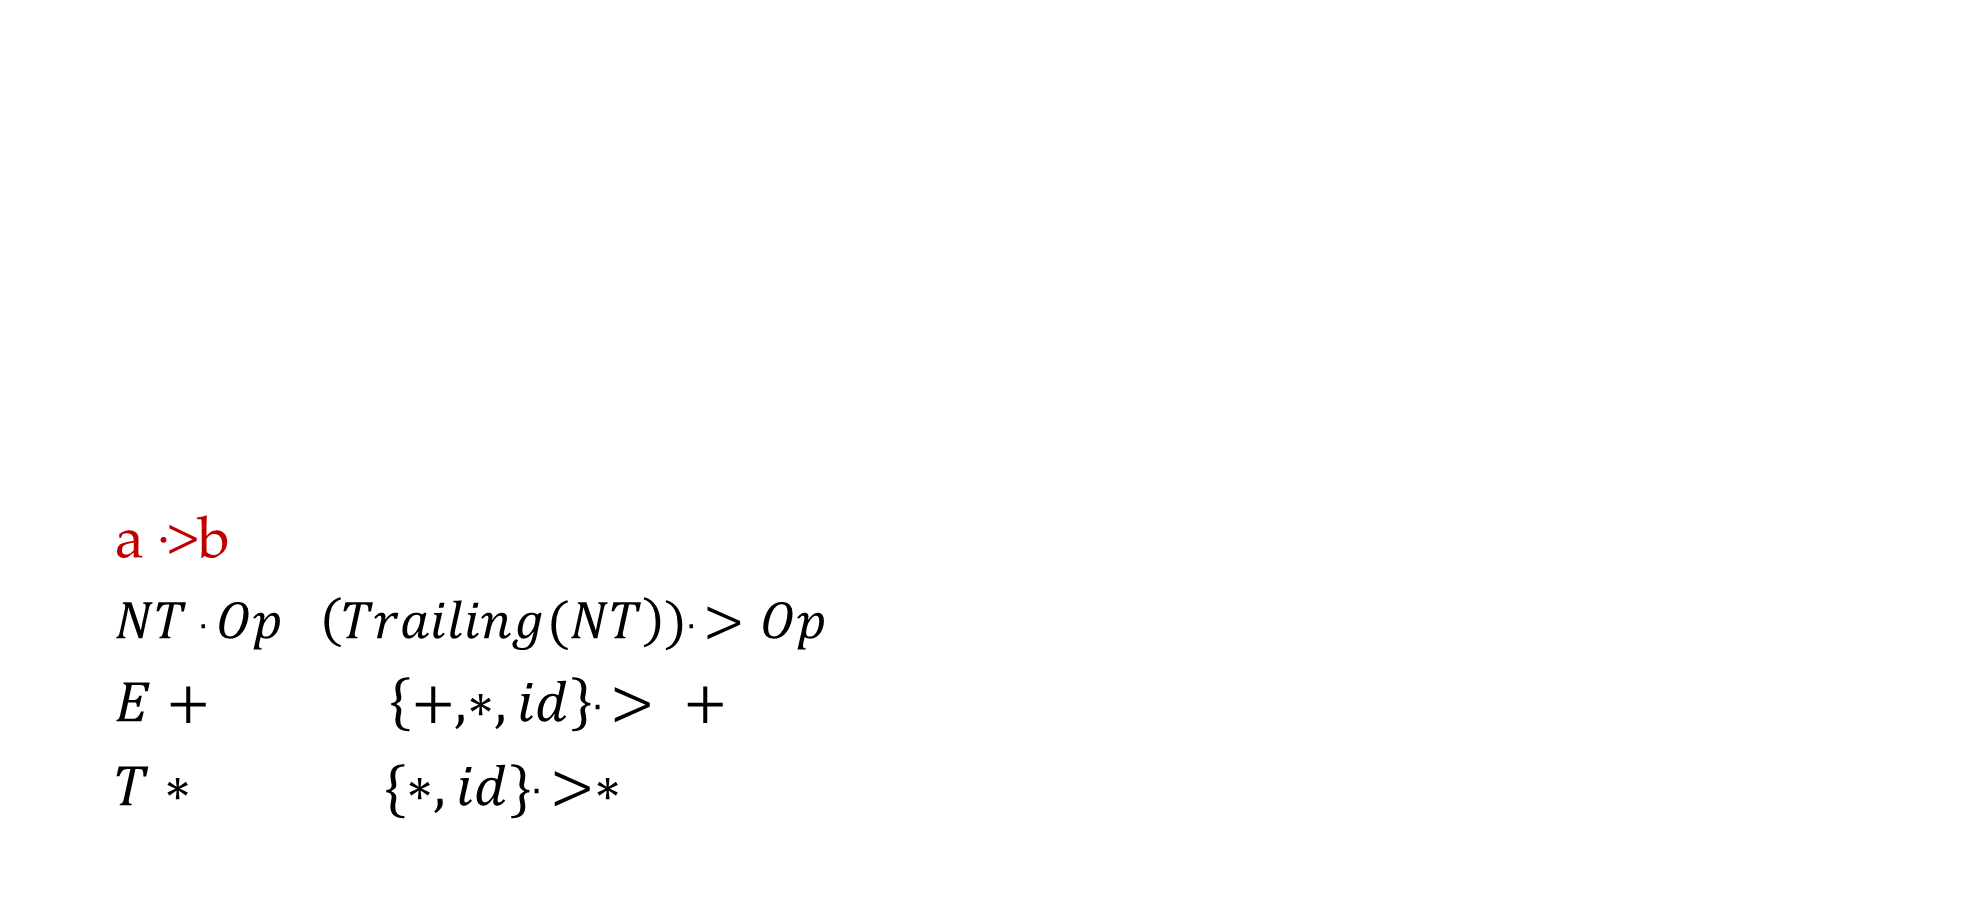 a ·>b
NT · Op (Trailing(NT))· > Op
E + {+,∗, id}· > +
T ∗ {∗, id}· >∗